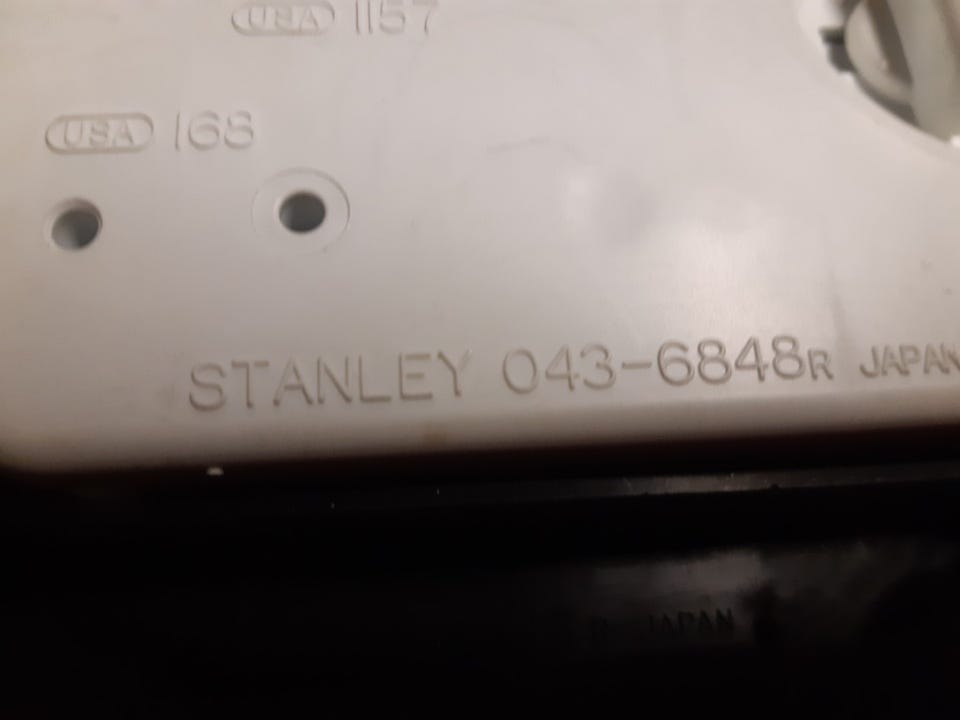 USA 1157
USA 168
STANLEY 043-6848R JAPAN
JAPAN